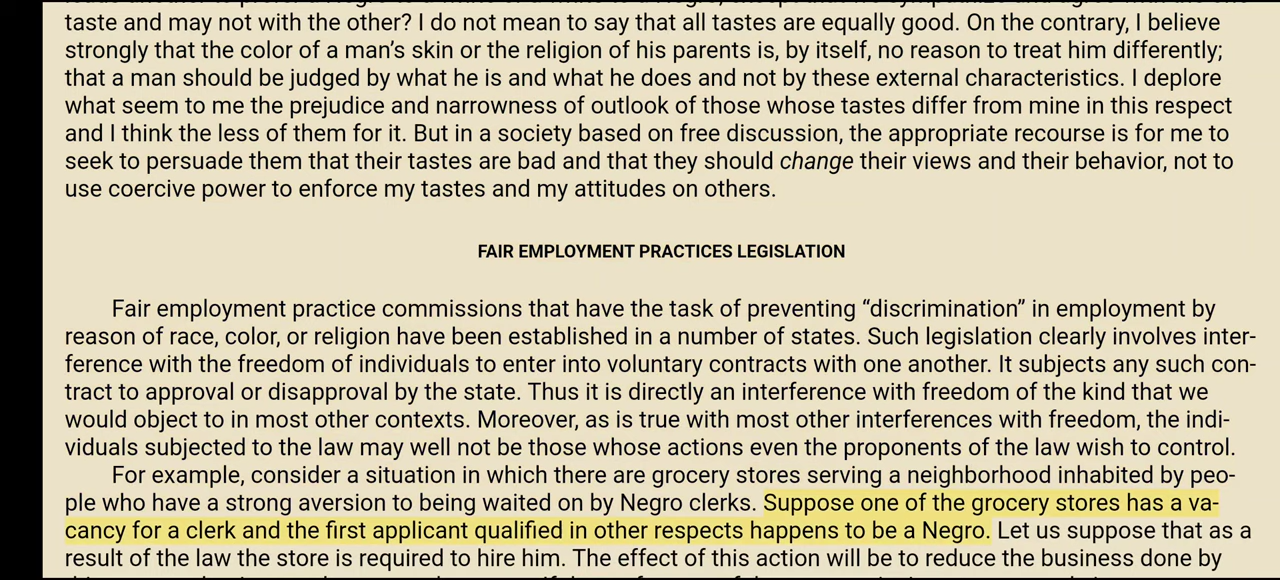 taste and may not with the other? I do not mean to say that all tastes are equally good. On the contrary, I believe
strongly that the color of a man’s skin or the religion of his parents is, by itself, no reason to treat him differently;
that a man should be judged by what he is and what he does and not by these external characteristics. I deplore
what seem to me the prejudice and narrowness of outlook of those whose tastes differ from mine in this respect
and I think the less of them for it. But in a society based on free discussion, the appropriate recourse is for me to
seek to persuade them that their tastes are bad and that they should change their views and their behavior, not to
use coercive power to enforce my tastes and my attitudes on others.
FAIR EMPLOYMENT PRACTICES LEGISLATION
Fair employment practice commissions that have the task of preventing “discrimination” in employment by
reason of race, color, or religion have been established in a number of states. Such legislation clearly involves inter-
ference with the freedom of individuals to enter into voluntary contracts with one another. It subjects any such con-
tract to approval or disapproval by the state. Thus it is directly an interference with freedom of the kind that we
would object to in most other contexts. Moreover, as is true with most other interferences with freedom, the indi-
viduals subjected to the law may well not be those whose actions even the proponents of the law wish to control.
For example, consider a situation in which there are grocery stores serving a neighborhood inhabited by peo-
ple who have a strong aversion to being waited on by Negro clerks. Suppose one of the grocery stores has a va-
cancy for a clerk and the first applicant qualified in other respects happens to be a Negro. Let us suppose that as a
result of the law the store is required to hire him. The effect of this action will be to reduce the business done by